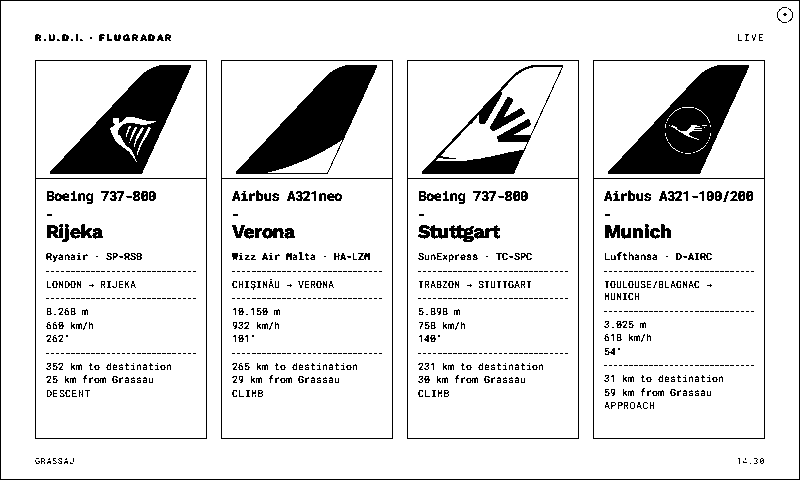 R.U.D.I. · FLUGRADAR
LIVE
Boeing 737-800
-
Rijeka
Ryanair · SP-RSB
LONDON → RIJEKA
8.268 m
660 km/h
262°
352 km to destination
25 km from Grassau
DESCENT
Airbus A321neo
-
Verona
Wizz Air Malta · HA-LZM
CHIȘINĂU → VERONA
10.150 m
932 km/h
101°
265 km to destination
29 km from Grassau
CLIMB
Boeing 737-800
-
Stuttgart
SunExpress · TC-SPC
TRABZON → STUTTGART
5.898 m
758 km/h
140°
231 km to destination
30 km from Grassau
CLIMB
Airbus A321-100/200
-
Munich
Lufthansa · D-AIRC
TOULOUSE/BLAGNAC →
MUNICH
3.025 m
618 km/h
54°
31 km to destination
59 km from Grassau
APPROACH
GRASSAU
14.30